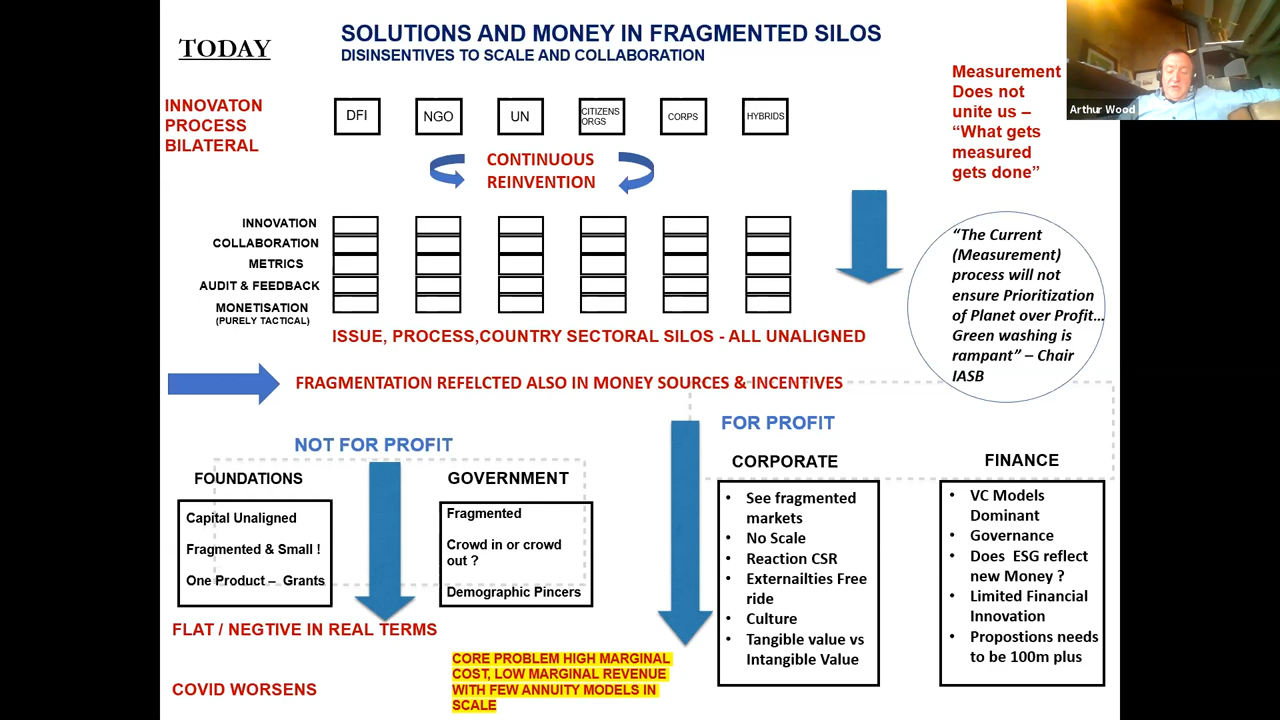 TODAY
SOLUTIONS AND MONEY IN FRAGMENTED SILOS
DISINSENTIVES TO SCALE AND COLLABORATION
INNOVATON
PROCESS
BILATERAL
DFI
NGO
UN
CITIZENS
ORGS
CORPS
HYBRIDS
CONTINUOUS
REINVENTION
Measurement
Does not
unite us –
“What gets
measured
gets done”
Arthur Wood
INNOVATION
COLLABORATION
METRICS
AUDIT & FEEDBACK
MONETISATION
(PURELY TACTICAL)
ISSUE, PROCESS,COUNTRY SECTORAL SILOS - ALL UNALIGNED
“The Current
(Measurement)
process will not
ensure Prioritization
of Planet over Profit…
Green washing is
rampant” – Chair
IASB
FRAGMENTATION REFELCTED ALSO IN MONEY SOURCES & INCENTIVES
NOT FOR PROFIT
FOR PROFIT
FOUNDATIONS
Capital Unaligned
Fragmented & Small !
One Product – Grants
GOVERNMENT
Fragmented
Crowd in or crowd
out ?
Demographic Pincers
CORPORATE
• See fragmented
markets
• No Scale
• Reaction CSR
• Externailties Free
ride
• Culture
• Tangible value vs
Intangible Value
FINANCE
• VC Models
Dominant
• Governance
• Does ESG reflect
new Money ?
• Limited Financial
Innovation
• Propostions needs
to be 100m plus
FLAT / NEGTIVE IN REAL TERMS
COVID WORSENS
CORE PROBLEM HIGH MARGINAL
COST, LOW MARGINAL REVENUE
WITH FEW ANNUITY MODELS IN
SCALE